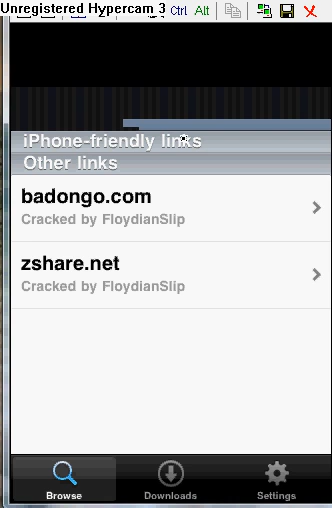 Unregistered Hypercam 3
Ctrl Alt
iPhone-friendly links
Other links
badongo.com
Cracked by FloydianSlip
zshare.net
Cracked by FloydianSlip
Browse Downloads Settings